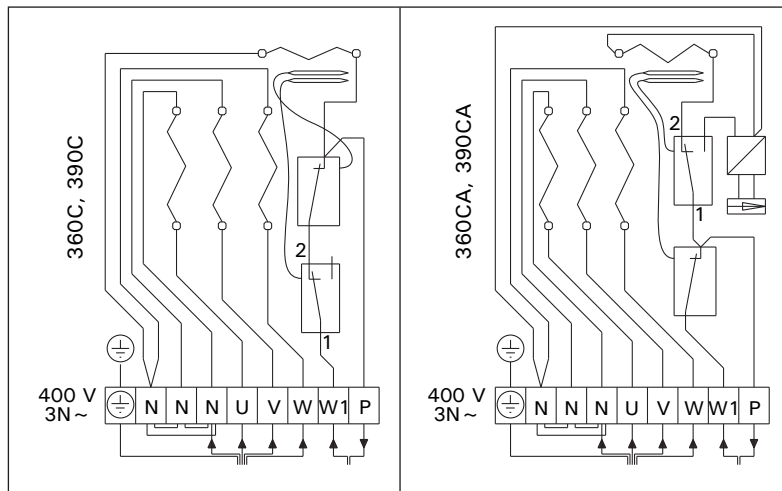 360C, 390C
2
1
400 V
3N~
N N N U V W W1 P
360CA, 390CA
2
1
400 V
3N~
N N N U V W W1 P